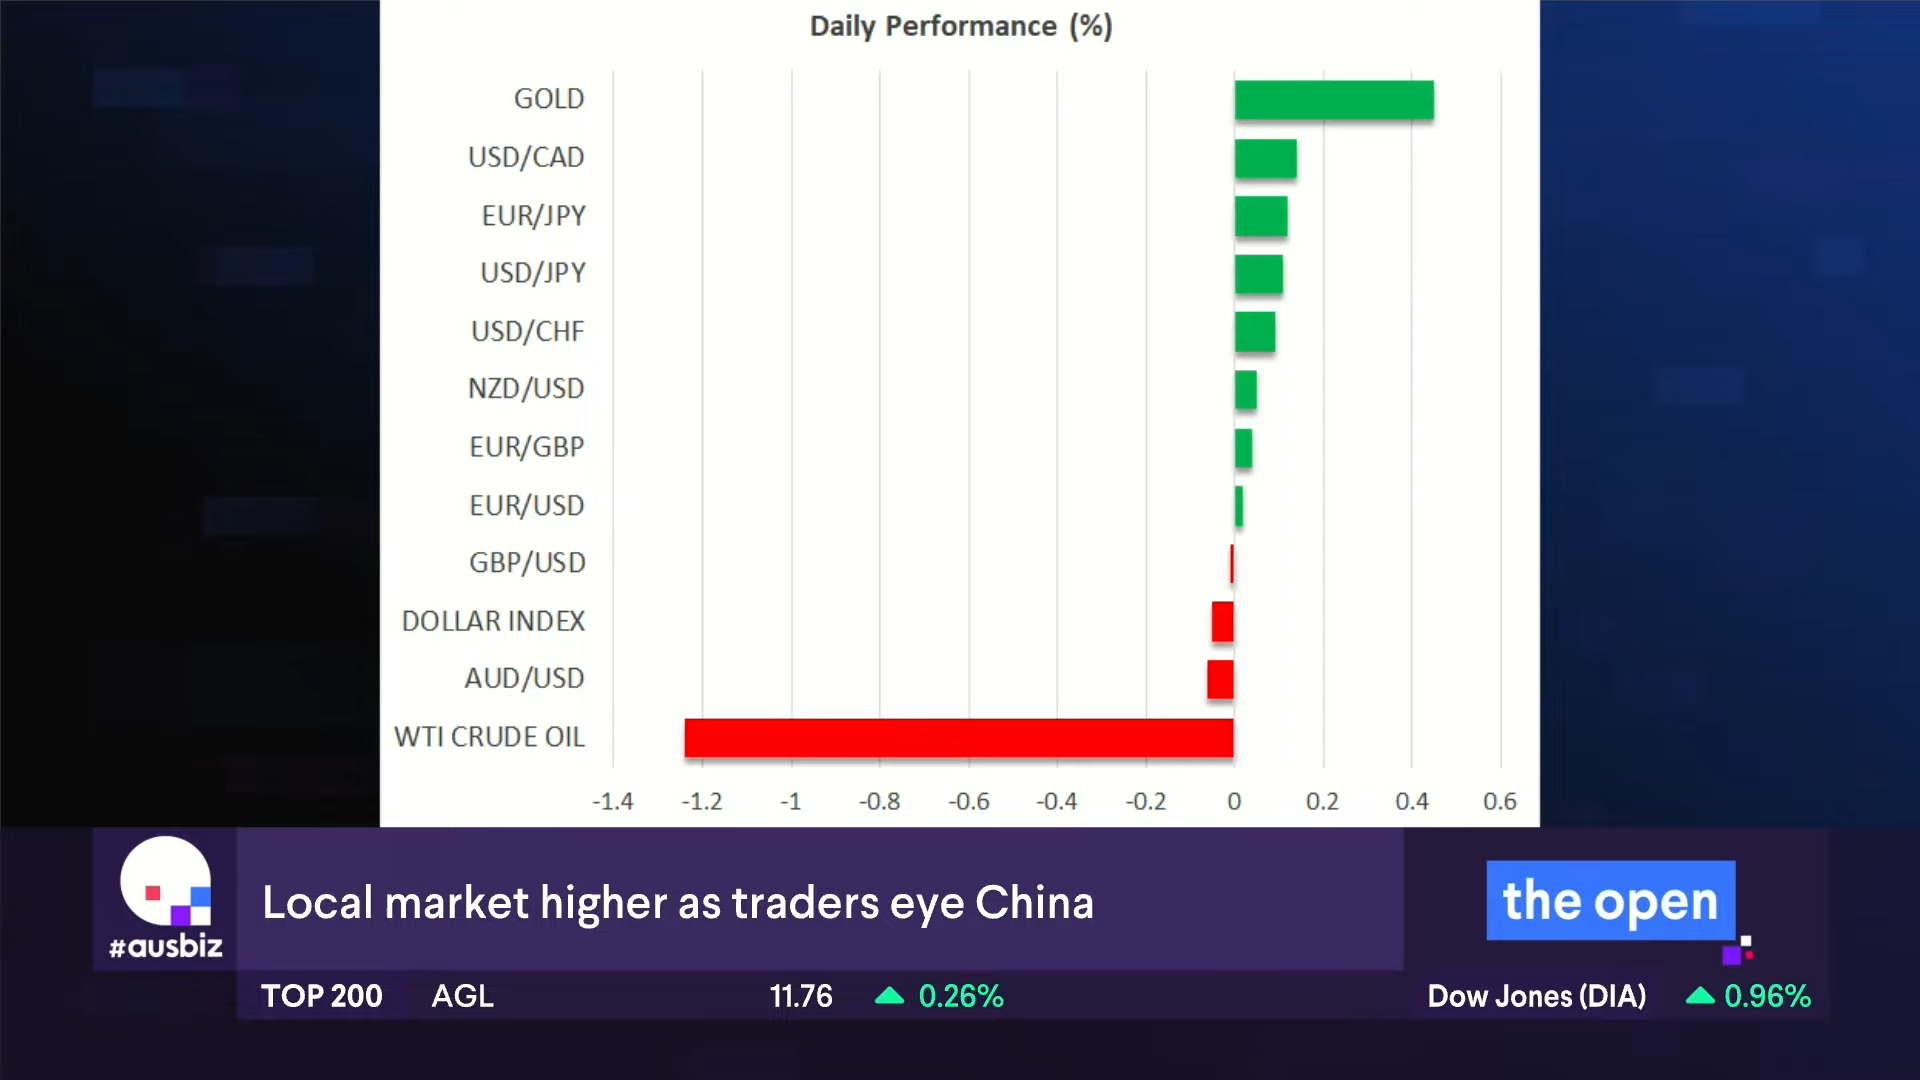 Daily Performance (%)
GOLD
USD/CAD
EUR/JPY
USD/JPY
USD/CHF
NZD/USD
EUR/GBP
EUR/USD
GBP/USD
DOLLAR INDEX
AUD/USD
WTI CRUDE OIL
-1.4 -1.2 -1 -0.8 -0.6 -0.4 -0.2 0 0.2 0.4 0.6
Local market higher as traders eye China
#ausbiz
the open
TOP 200 AGL 11.76 0.26% Dow Jones (DIA) 0.96%